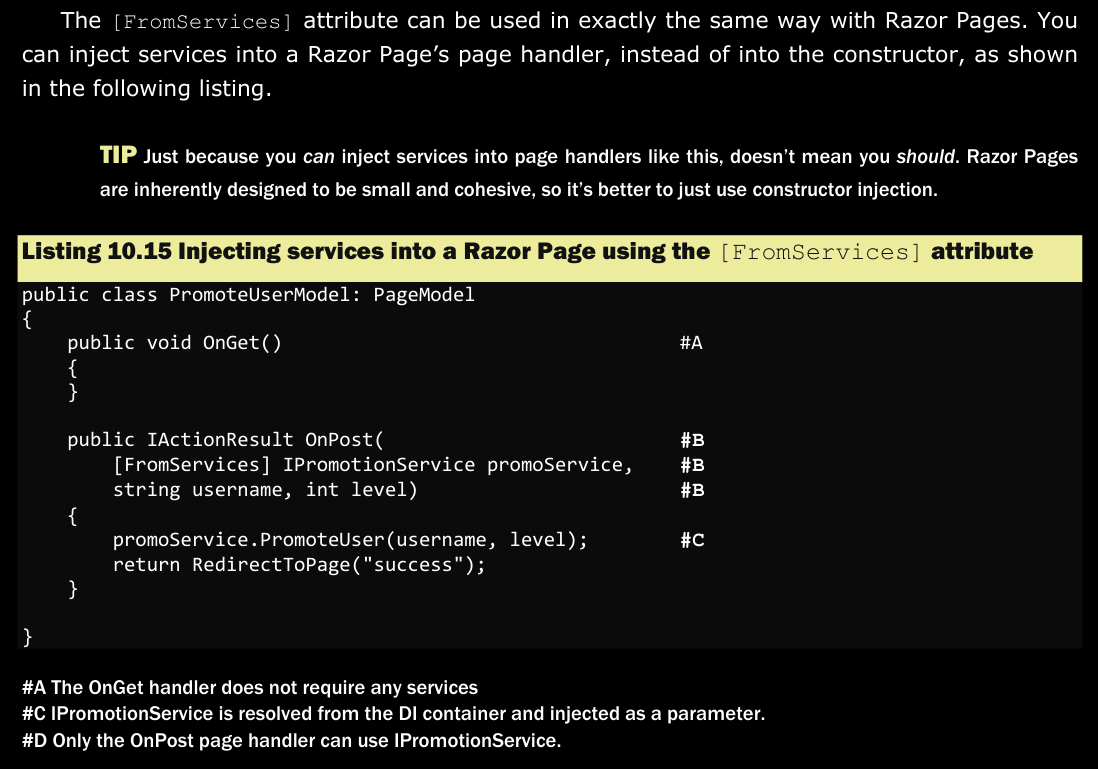 The [FromServices] attribute can be used in exactly the same way with Razor Pages. You
can inject services into a Razor Page’s page handler, instead of into the constructor, as shown
in the following listing.
TIP Just because you can inject services into page handlers like this, doesn’t mean you should. Razor Pages
are inherently designed to be small and cohesive, so it’s better to just use constructor injection.
Listing 10.15 Injecting services into a Razor Page using the [FromServices] attribute
public class PromoteUserModel: PageModel
{
    public void OnGet()                                #A
    {
    }
    public IActionResult OnPost(                       #B
        [FromServices] IPromotionService promoService, #B
        string username, int level)                    #B
    {
        promoService.PromoteUser(username, level);     #C
        return RedirectToPage("success");
    }
}
#A The OnGet handler does not require any services
#C IPromotionService is resolved from the DI container and injected as a parameter.
#D Only the OnPost page handler can use IPromotionService.